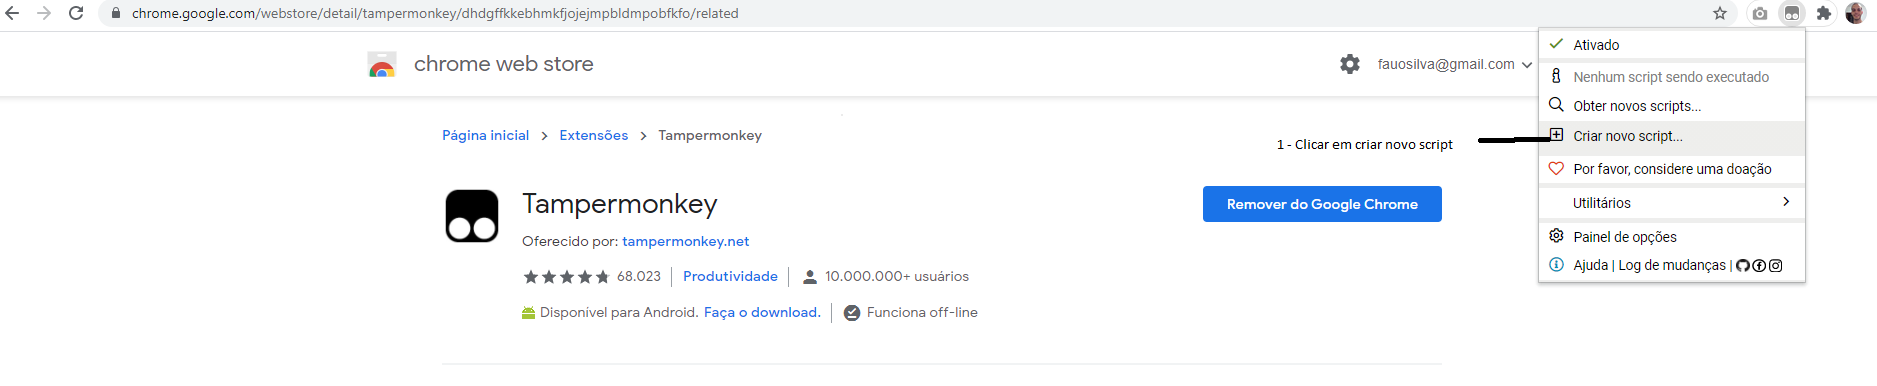 chrome.google.com/webstore/detail/tampermonkey/dhdgffkkebhmkfjojejmpbldmpobfkfo/related
chrome web store
fauosilva@gmail.com
Ativado
Nenhum script sendo executado
Obter novos scripts...
Criar novo script...
Por favor, considere uma doação
Utilitários
Painel de opções
Ajuda | Log de mudanças |
Página inicial > Extensões > Tampermonkey
1 - Clicar em criar novo script
Tampermonkey
Remover do Google Chrome
Oferecido por: tampermonkey.net
68.023 | Produtividade | 10.000.000+ usuários
Disponível para Android. Faça o download. | Funciona off-line